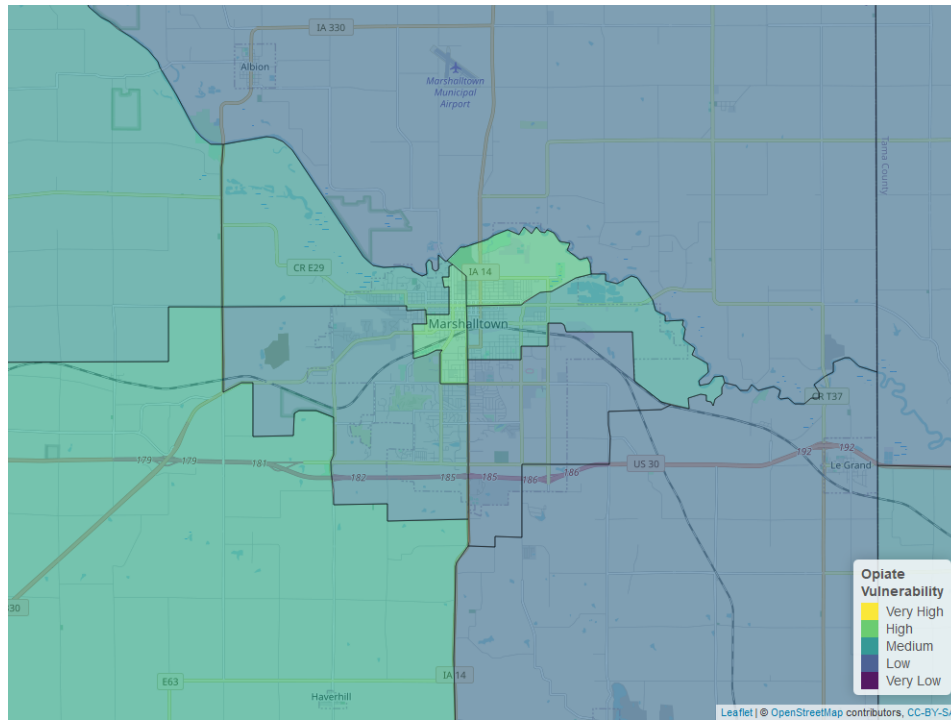 IA 330
Albion
Marshalltown
Municipal
Airport
Tama County
CR E29
IA 14
Marshalltown
CR T37
179
179
181
182
185
185
186
186
US 30
192
192
Le Grand
330
E63
IA 14
Haverhill
Opiate
Vulnerability
Very High
High
Medium
Low
Very Low
Leaflet | © OpenStreetMap contributors, CC-BY-SA